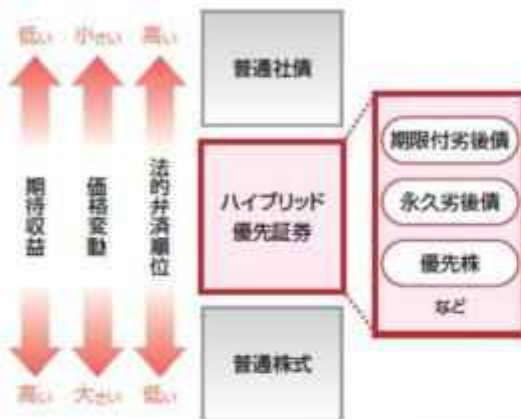 低い 小さい 高い
期待収益
価格変動
法的弁済順位
高い 大きい 低い
普通社債
ハイブリッド
優先証券
普通株式
期限付劣後債
永久劣後債
優先株
など